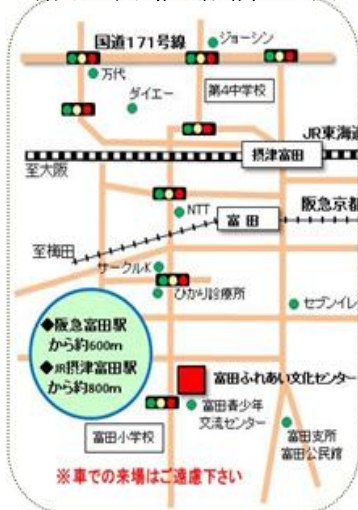 国道171号線
ジョーシン
万代
ダイエー
第4中学校
JR東海道
摂津富田
至大阪
阪急京都
NTT
富田
至梅田
サークルK
ひかり診療所
セブンイレ
◆阪急富田駅
から約600m
◆JR摂津富田駅
から約800m
富田ふれあい文化センター
富田青少年
交流センター
富田小学校
富田支所
富田公民館
※車での来場はご遠慮下さい